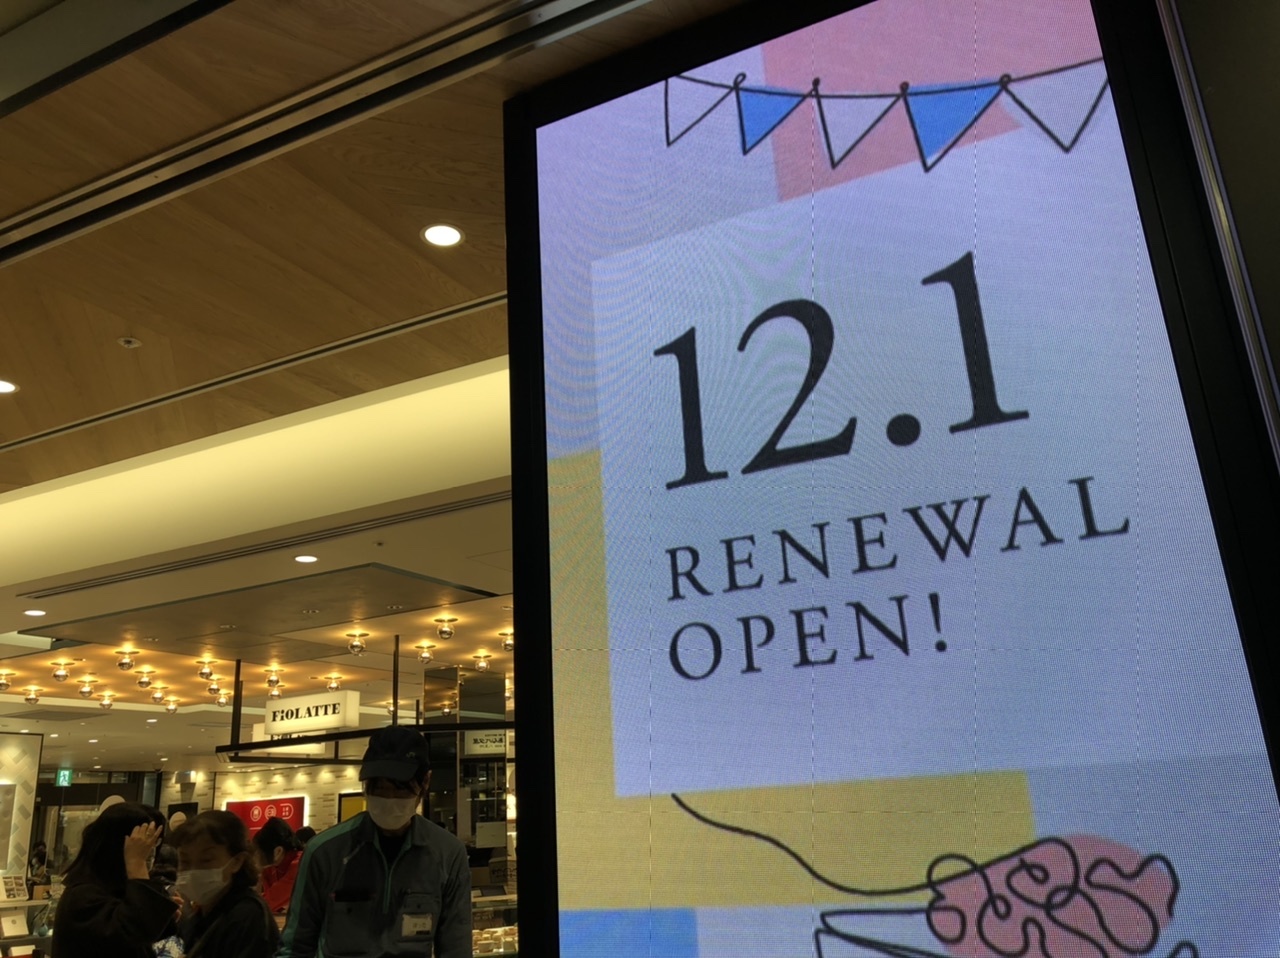 12.1
RENEWAL
OPEN!
FiOLATTE